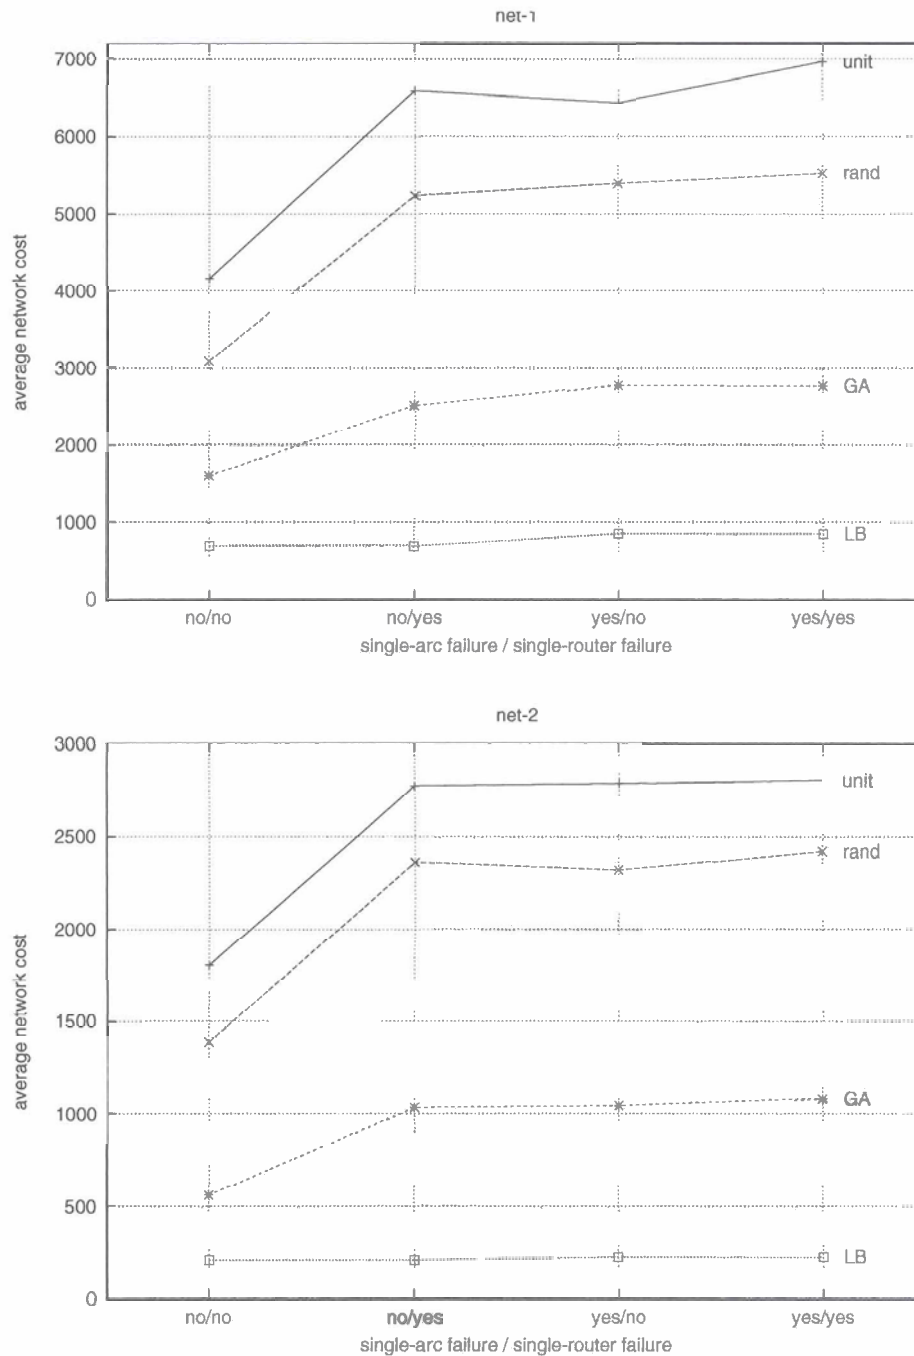 net-1
7000
6000
5000
4000
3000
2000
1000
0
average network cost
unit
rand
GA
LB
no/no no/yes yes/no yes/yes
single-arc failure / single-router failure
net-2
3000
2500
2000
1500
1000
500
0
average network cost
unit
rand
GA
LB
no/no no/yes yes/no yes/yes
single-arc failure / single-router failure